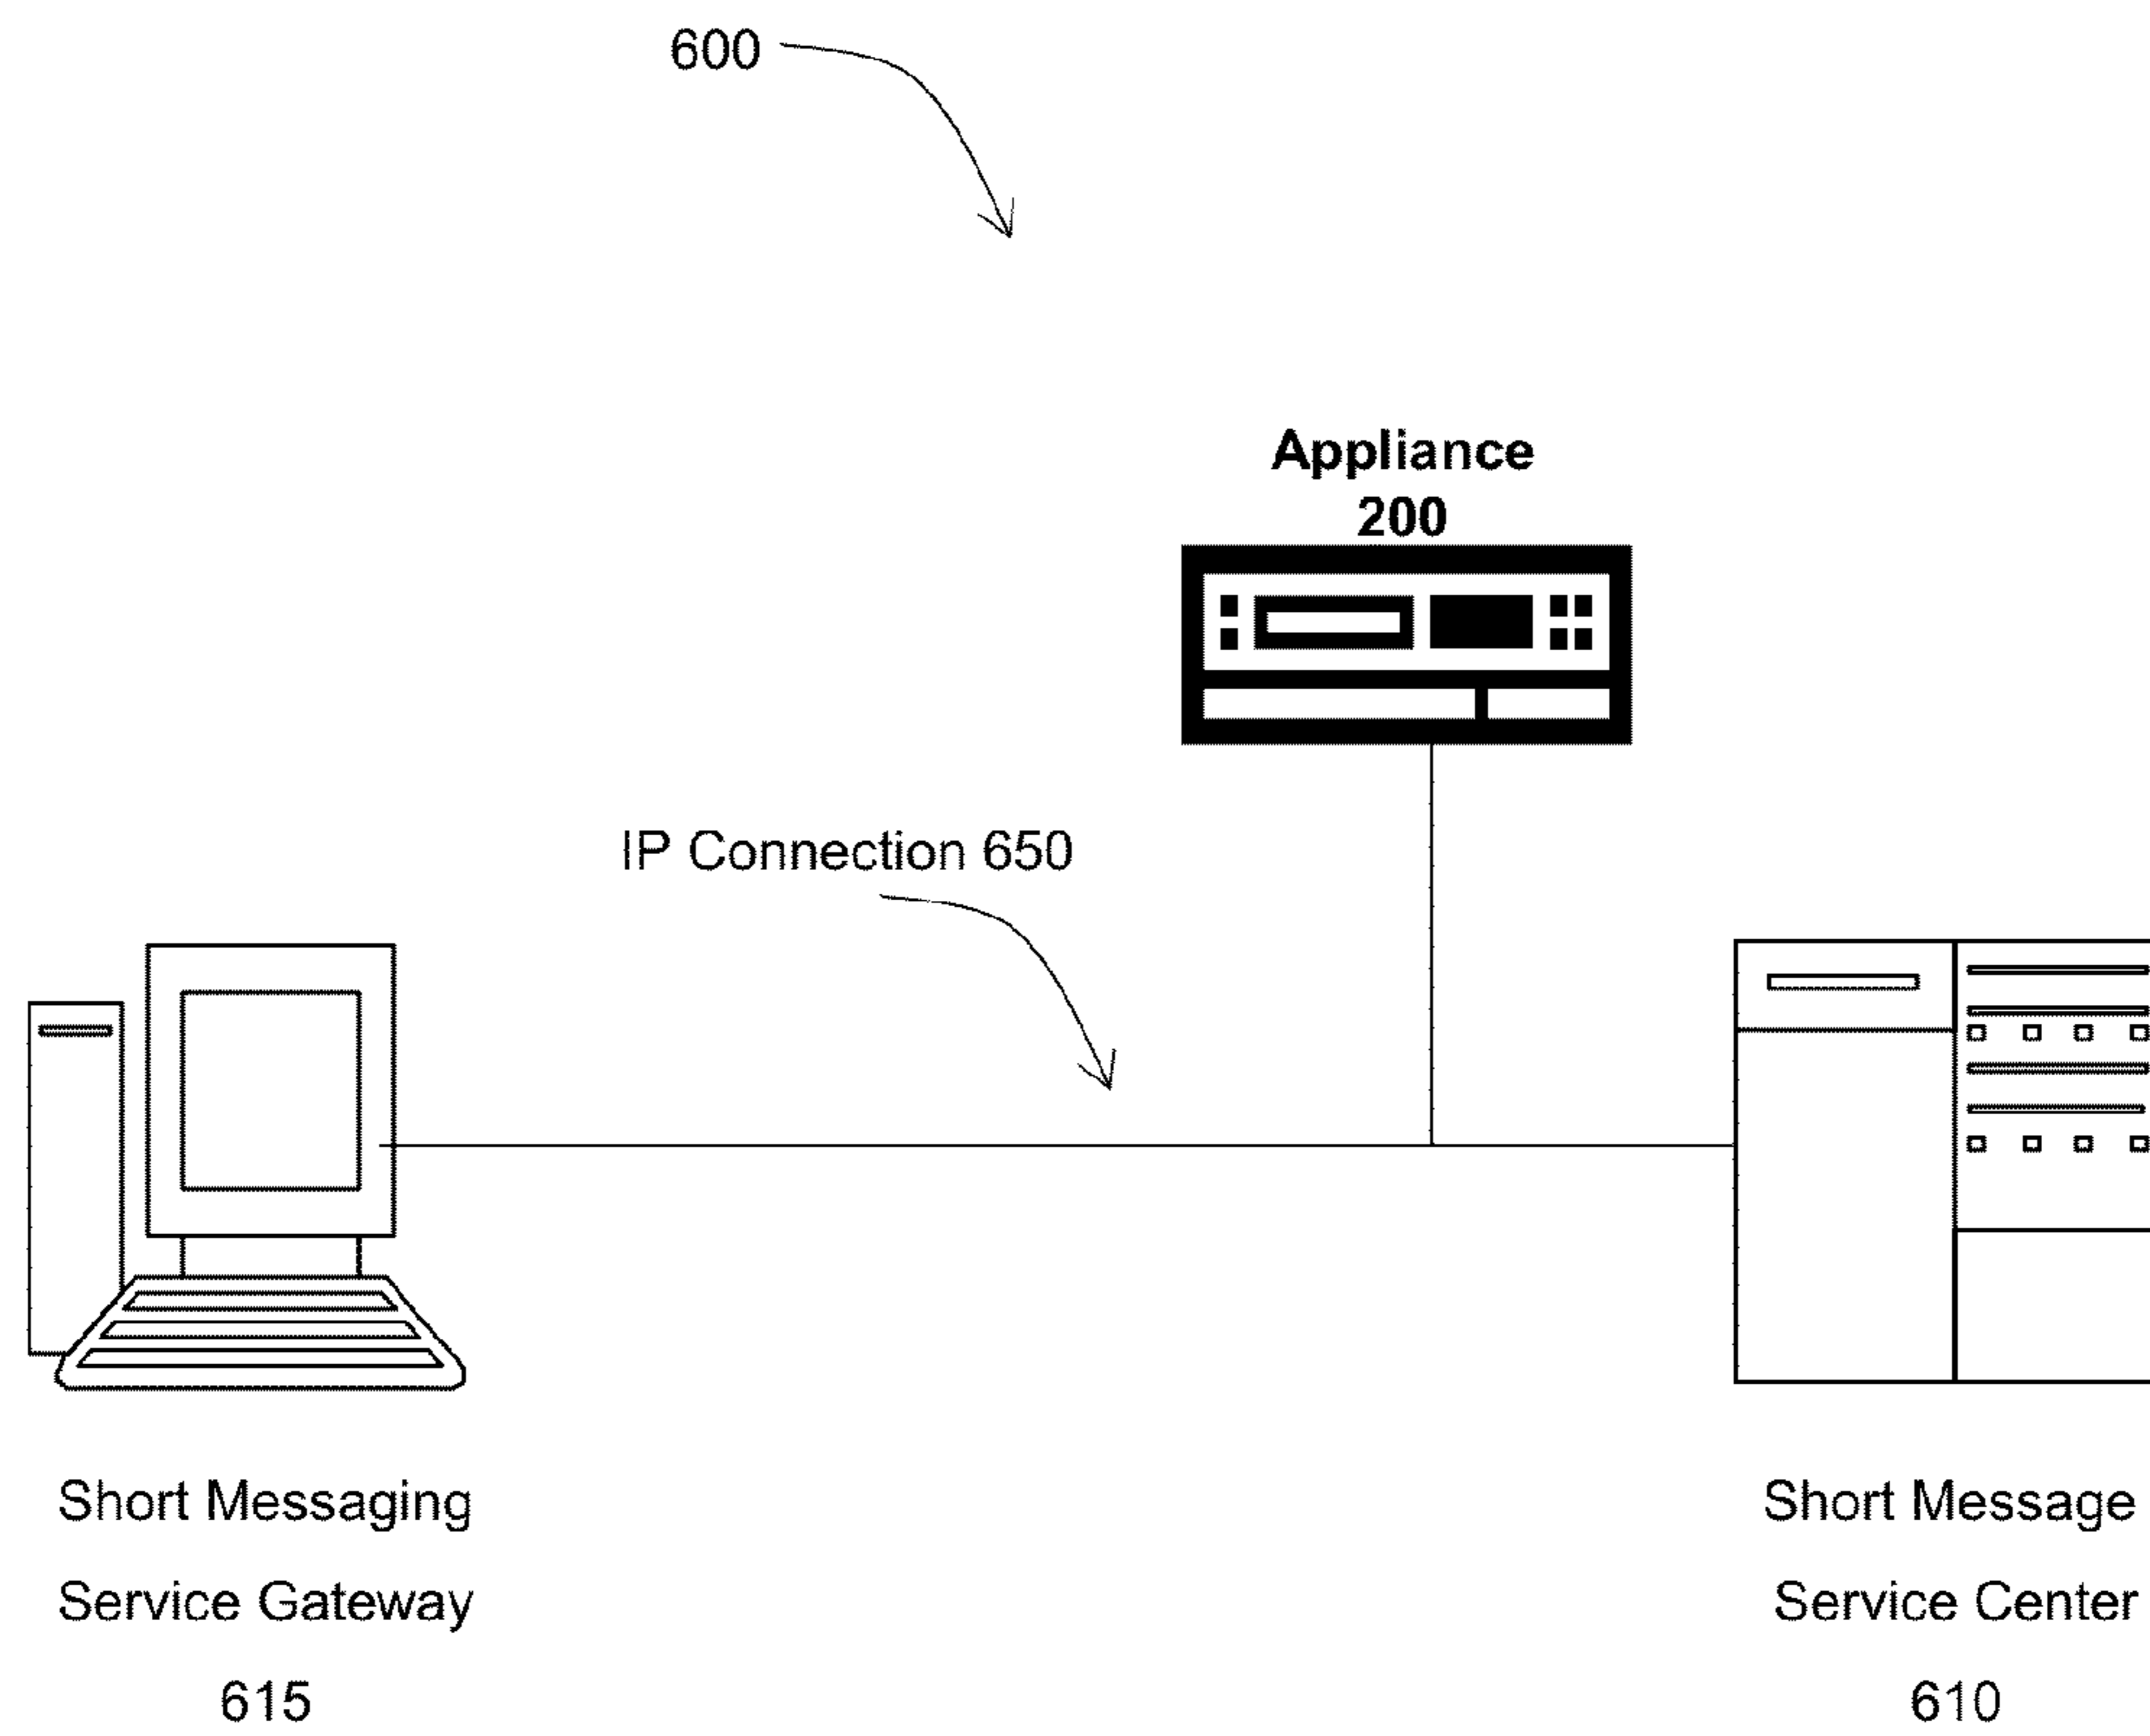 600
Appliance
200
IP Connection 650
Short Messaging
Service Gateway
615
Short Message
Service Center
610